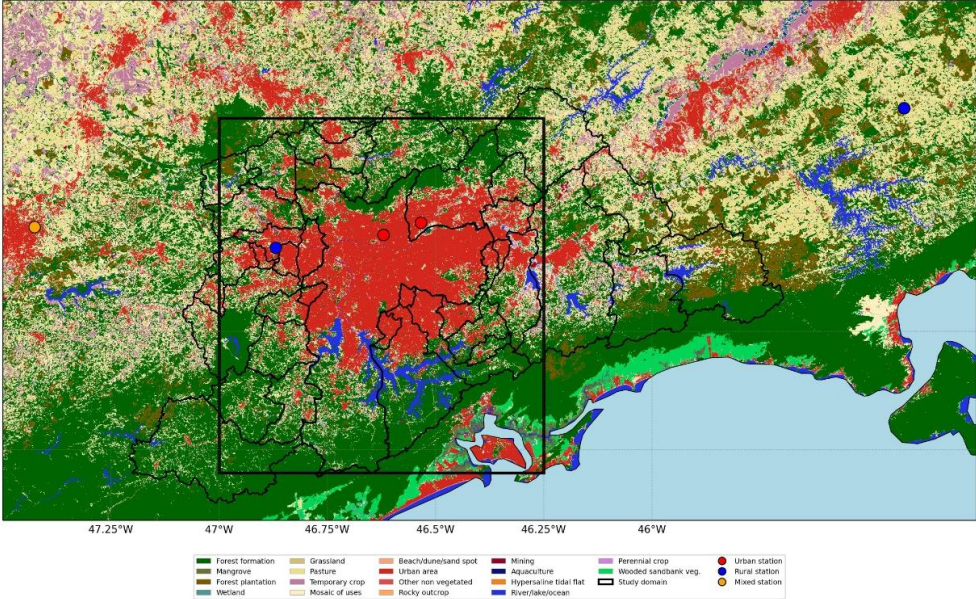 47.25°W 47°W 46.75°W 46.5°W 46.25°W 46°W
Forest formation Grassland Beach/dune/sand spot Mining Perennial crop Urban station
Mangrove Pasture Urban area Aquaculture Wooded sandbank veg. Rural station
Forest plantation Temporary crop Other non vegetated Hypersaline tidal flat Study domain Mixed station
Wetland Mosaic of uses Rocky outcrop River/lake/ocean